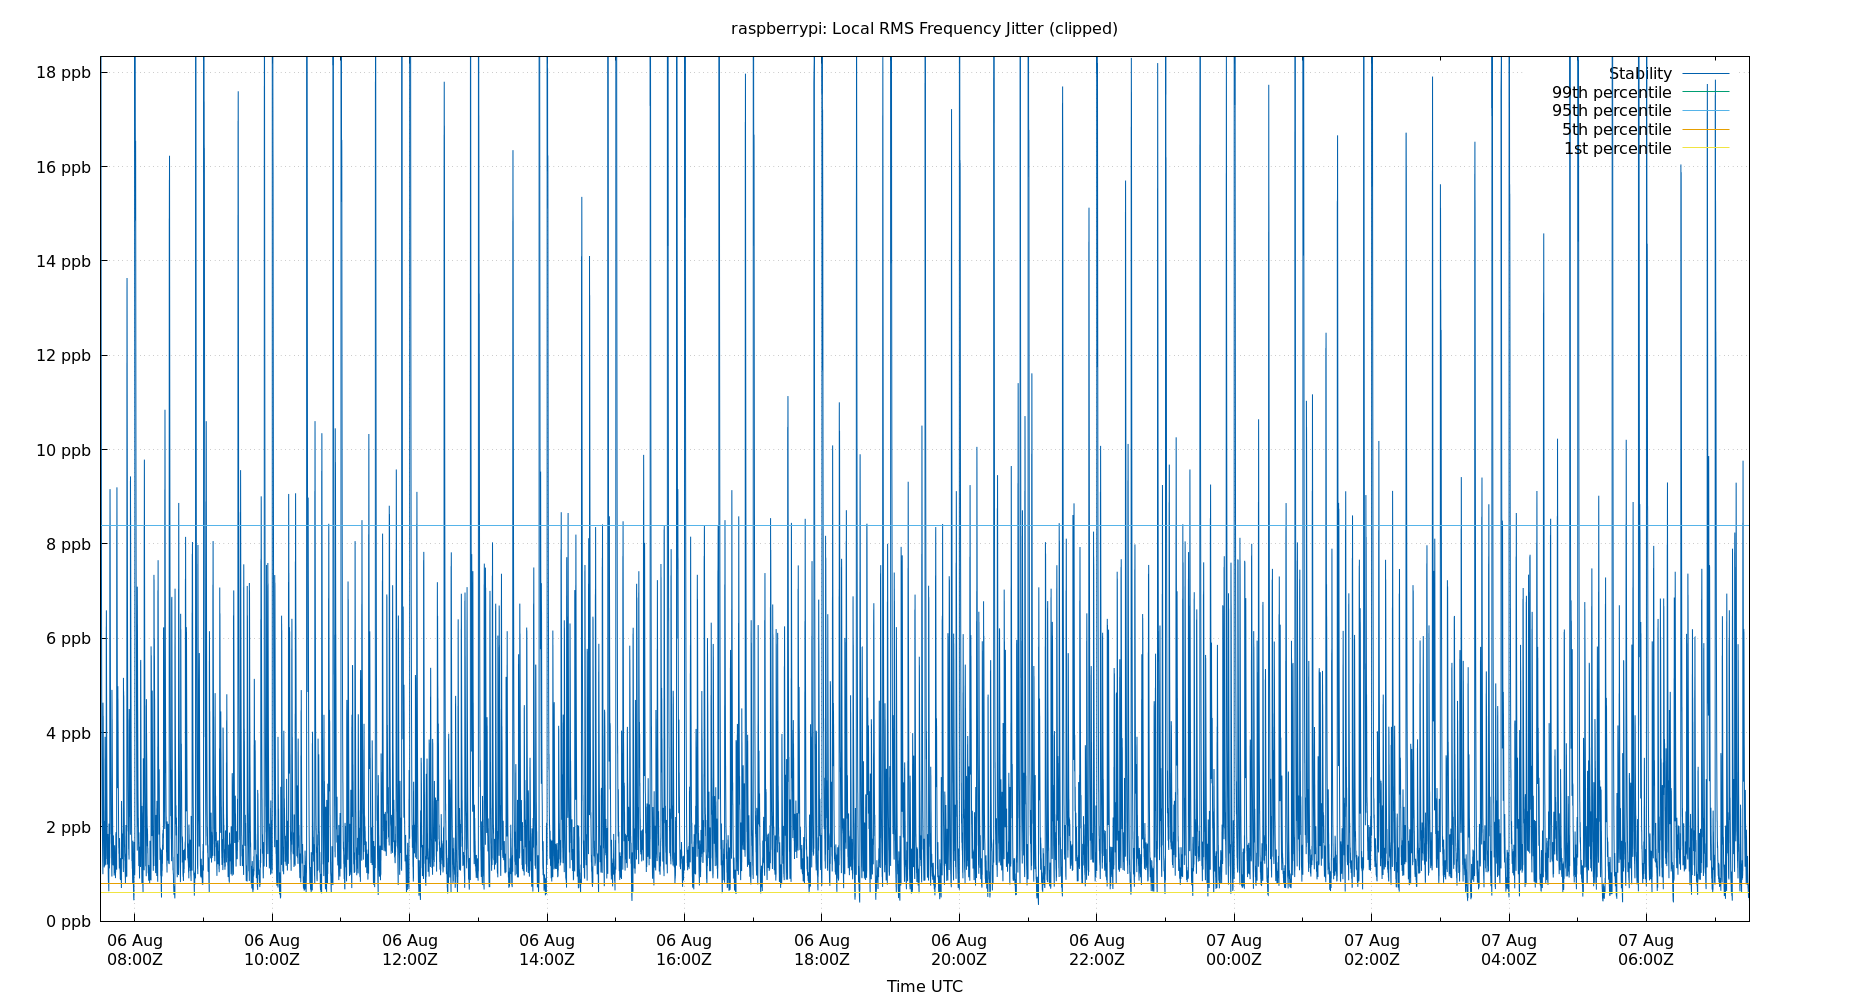 raspberrypi: Local RMS Frequency Jitter (clipped)
18 ppb
16 ppb
14 ppb
12 ppb
10 ppb
8 ppb
6 ppb
4 ppb
2 ppb
0 ppb
Stability
99th percentile
95th percentile
5th percentile
1st percentile
06 Aug 06 Aug 06 Aug 06 Aug 06 Aug 06 Aug 06 Aug 06 Aug 07 Aug 07 Aug 07 Aug 07 Aug
08:00Z 10:00Z 12:00Z 14:00Z 16:00Z 18:00Z 20:00Z 22:00Z 00:00Z 02:00Z 04:00Z 06:00Z
Time UTC